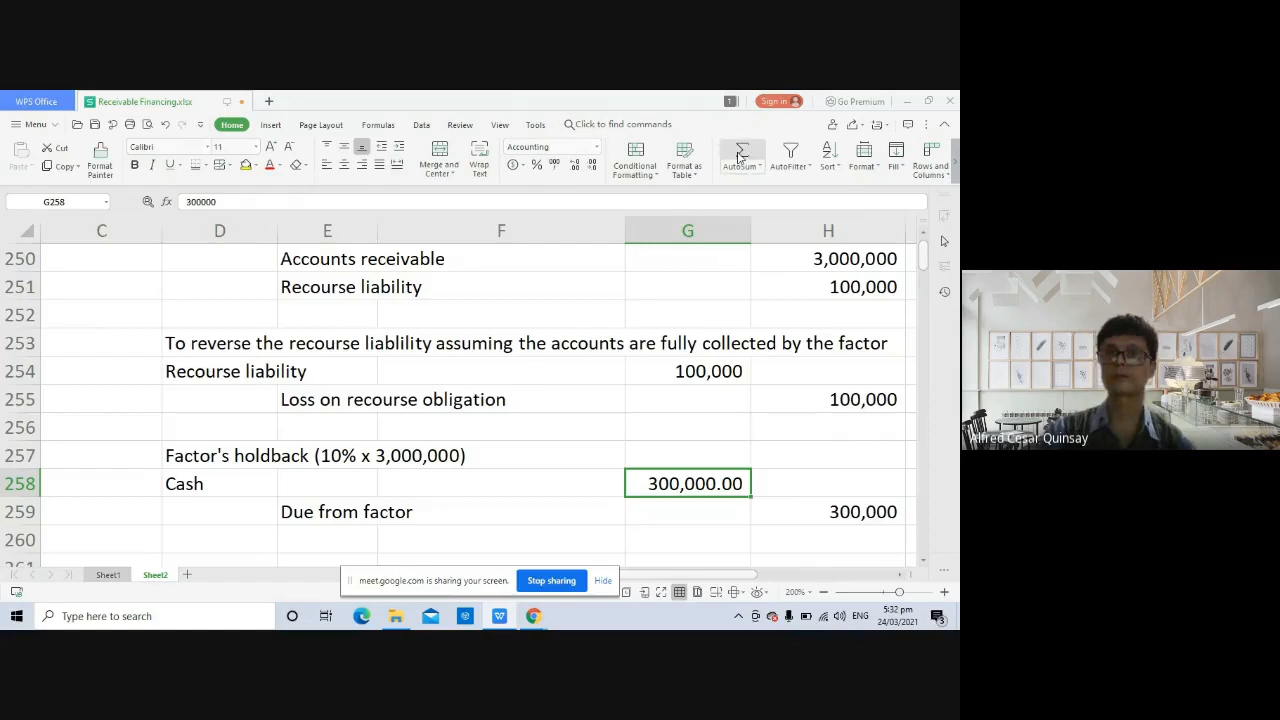 WPS Office
Receivable Financing.xlsx
1
Sign in
Go Premium
Menu
Home
Insert
Page Layout
Formulas
Data
Review
View
Tools
Click to find commands
Paste
Cut
Copy
Format Painter
Calibri
11
Merge and Center
Wrap Text
Accounting
Conditional Formatting
Format as Table
AutoSum
AutoFilter
Sort
Format
Fill
Rows and Columns
G258
300000
C D E F G H
250 Accounts receivable 3,000,000
251 Recourse liability 100,000
252
253 To reverse the recourse liablility assuming the accounts are fully collected by the factor
254 Recourse liability 100,000
255 Loss on recourse obligation 100,000
256
257 Factor's holdback (10% x 3,000,000)
258 Cash 300,000.00
259 Due from factor 300,000
260
261
Sheet1
Sheet2
meet.google.com is sharing your screen.
Stop sharing
Hide
200%
Type here to search
ENG
5:32 pm
24/03/2021
3
Alfred Cesar Quinsay